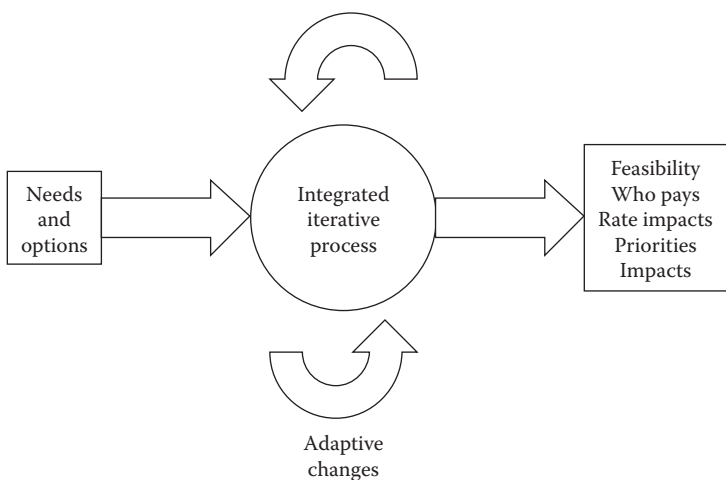 Needs
and
options
Integrated
iterative
process
Feasibility
Who pays
Rate impacts
Priorities
Impacts
Adaptive
changes